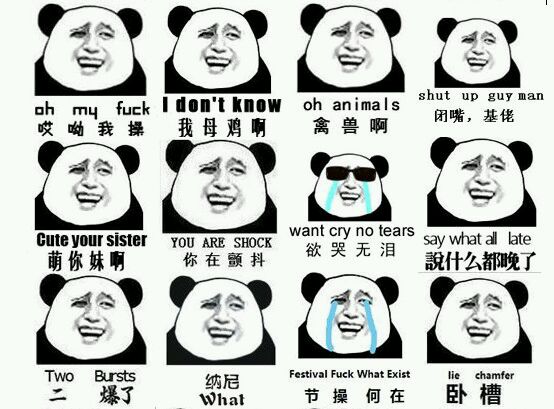 oh my fuck
哎呦我操
I don't know
我母鸡啊
oh animals
禽兽啊
shut up guy man
闭嘴，基佬
Cute your sister
萌你妹啊
YOU ARE SHOCK
你在颤抖
want cry no tears
欲哭无泪
say what all late
說什么都晚了
Two Bursts
二 爆了
纳尼
What
Festival Fuck What Exist
节操何在
lie chamfer
卧槽